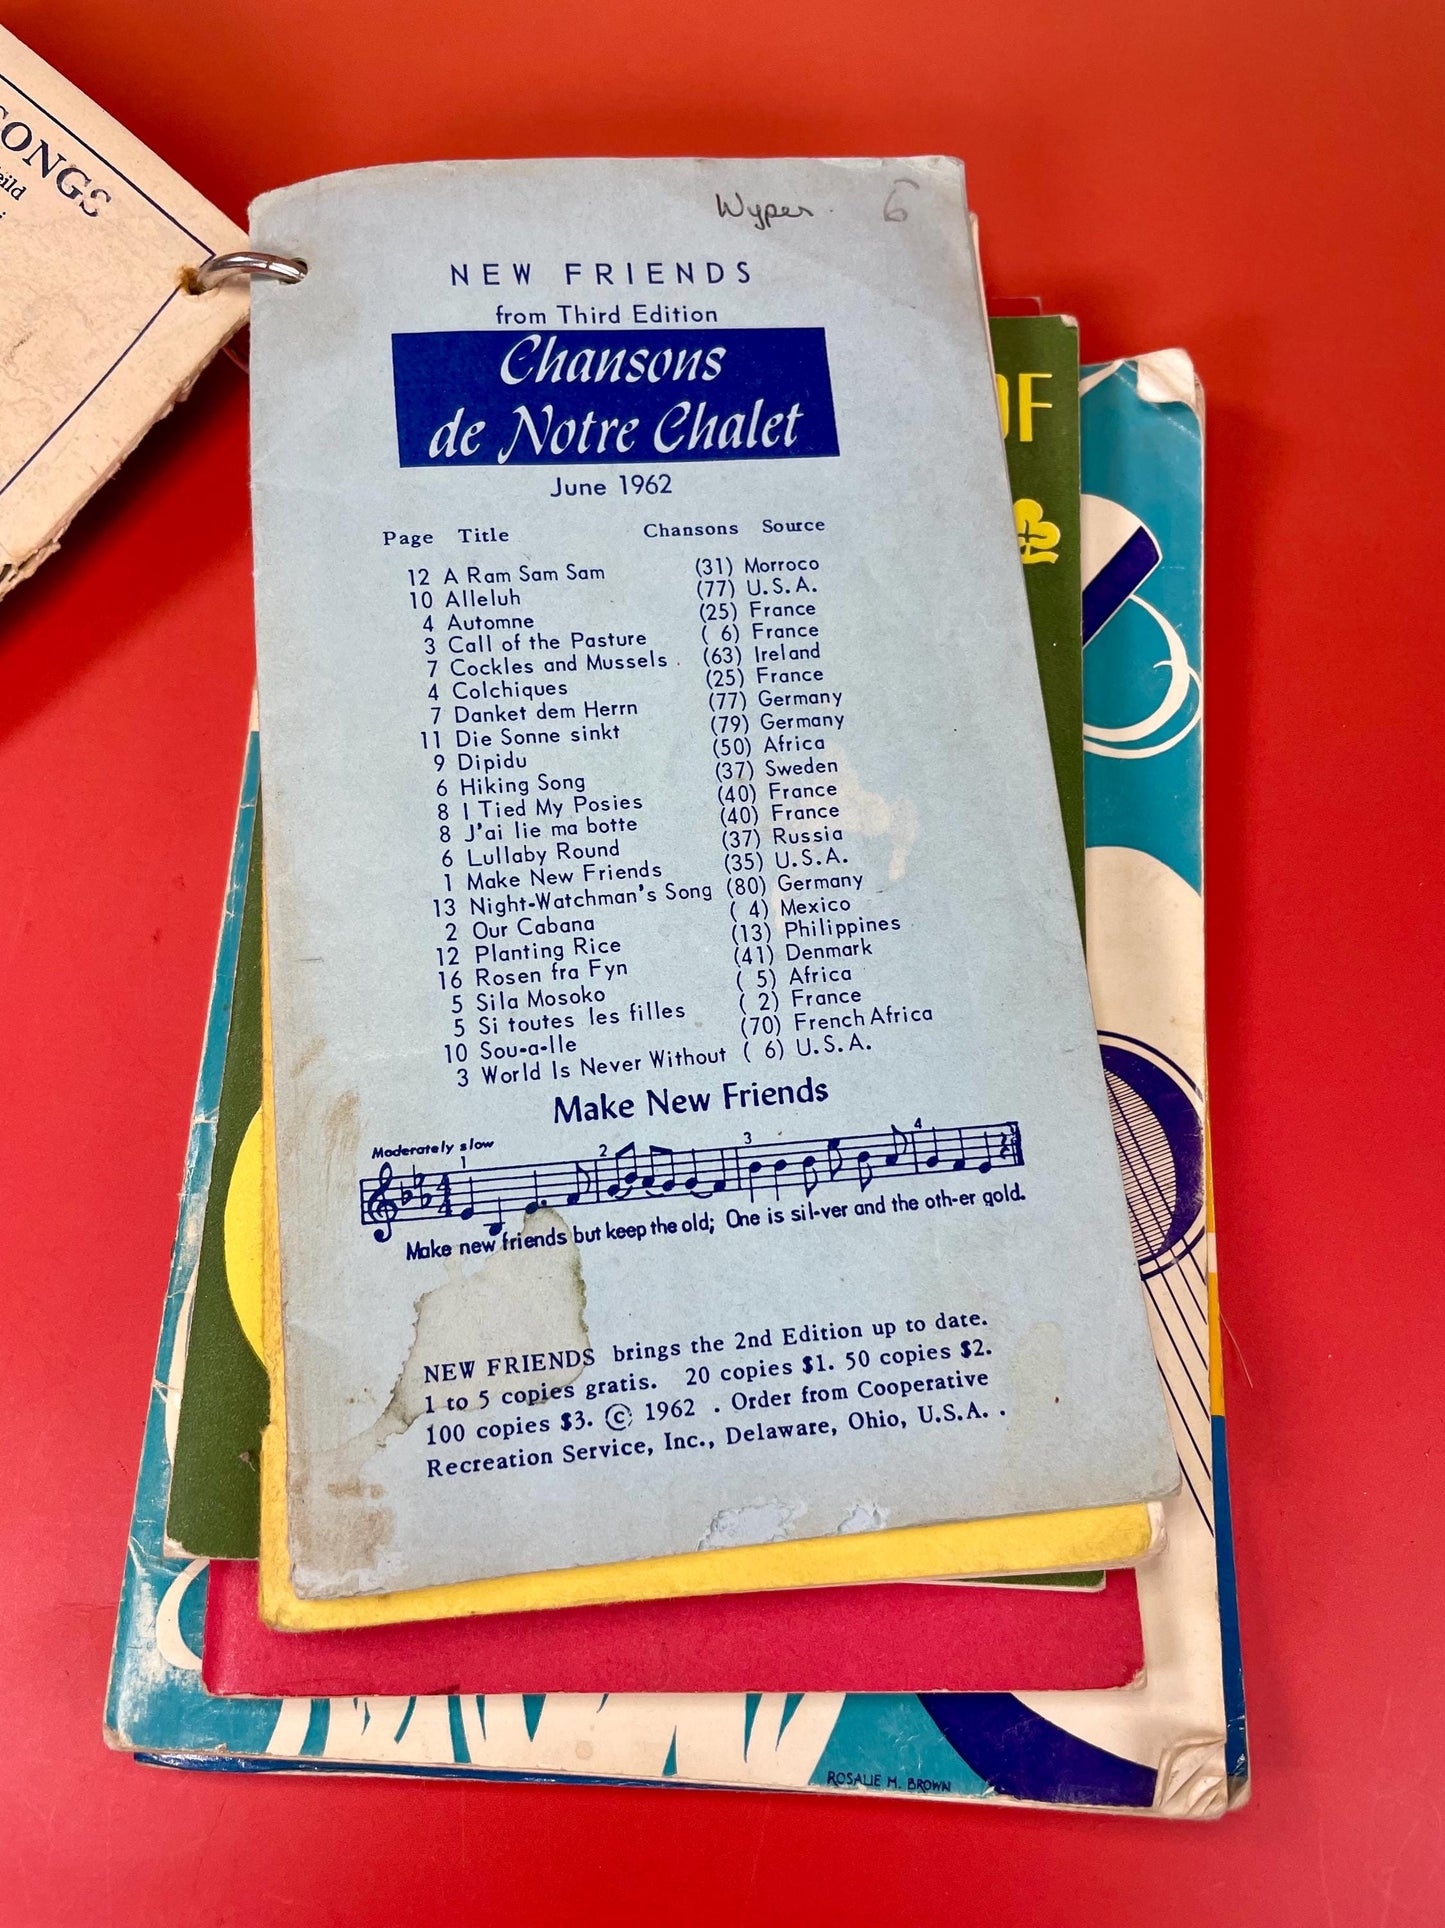 SONGS
Wyper 6
NEW FRIENDS
from Third Edition
Chansons
de Notre Chalet
June 1962
Page Title Chansons Source
12 A Ram Sam Sam (31) Morroco
10 Alleluh (77) U.S.A.
4 Automne (25) France
3 Call of the Pasture ( 6) France
7 Cockles and Mussels . (63) Ireland
4 Colchiques (25) France
7 Danket dem Herrn (77) Germany
11 Die Sonne sinkt (79) Germany
9 Dipidu (50) Africa
6 Hiking Song (37) Sweden
8 I Tied My Posies (40) France
8 J'ai lie ma botte (40) France
6 Lullaby Round (37) Russia
1 Make New Friends (35) U.S.A.
13 Night-Watchman's Song (80) Germany
2 Our Cabana ( 4) Mexico
12 Planting Rice (13) Philippines
16 Rosen fra Fyn (41) Denmark
5 Sila Mosoko ( 5) Africa
5 Si toutes les filles ( 2) France
10 Sou-a-lle (70) French Africa
3 World Is Never Without ( 6) U.S.A.
Make New Friends
Moderately slow
1 2 3 4
4
4
Make new friends but keep the old; One is sil-ver and the oth-er gold.
NEW FRIENDS brings the 2nd Edition up to date.
1 to 5 copies gratis. 20 copies $1. 50 copies $2.
100 copies $3. © 1962 . Order from Cooperative
Recreation Service, Inc., Delaware, Ohio, U.S.A. .
OF
ROSALIE M. BROWN